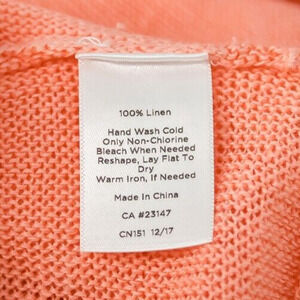 100% Linen
Hand Wash Cold
Only Non-Chlorine
Bleach When Needed
Reshape, Lay Flat To
Dry
Warm Iron, If Needed
Made In China
CA #23147
CN151 12/17